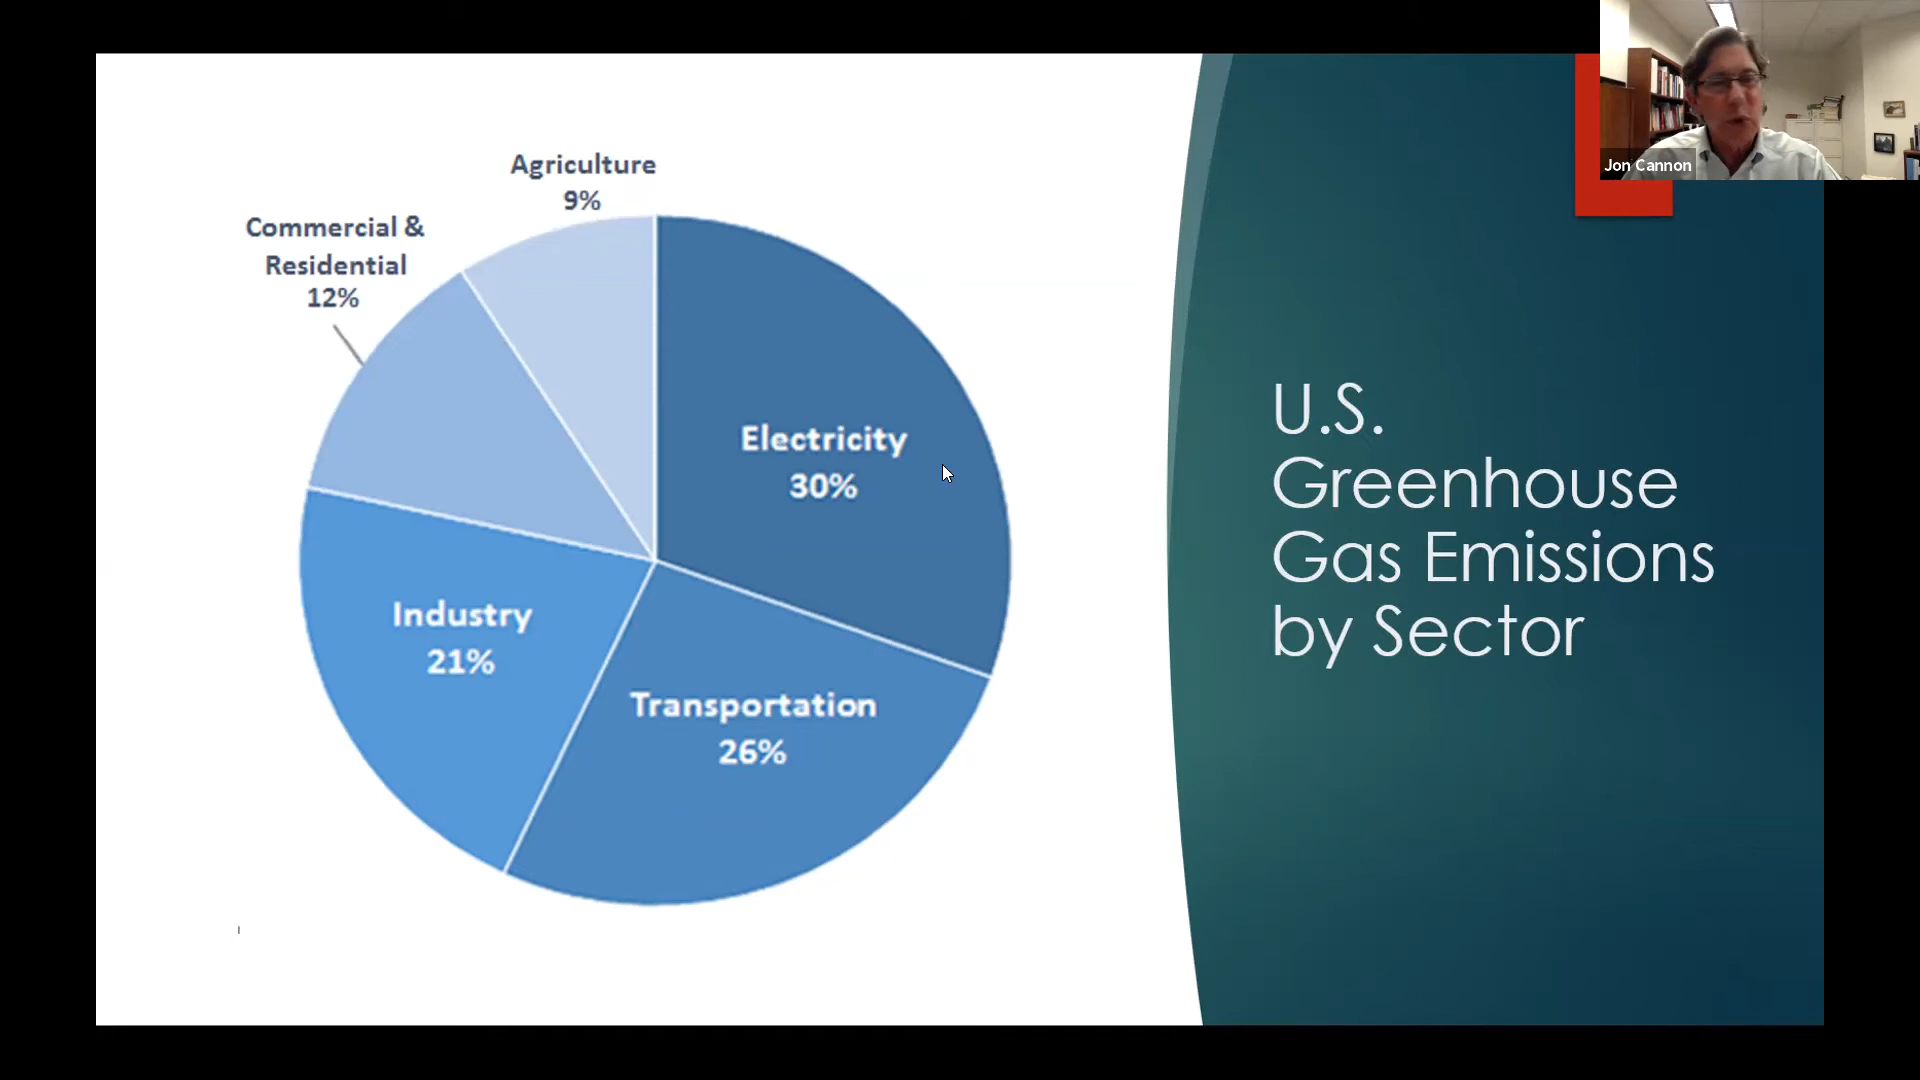 Agriculture
9%
Commercial &
Residential
12%
Electricity
30%
Industry
21%
Transportation
26%
U.S.
Greenhouse
Gas Emissions
by Sector
Jon Cannon